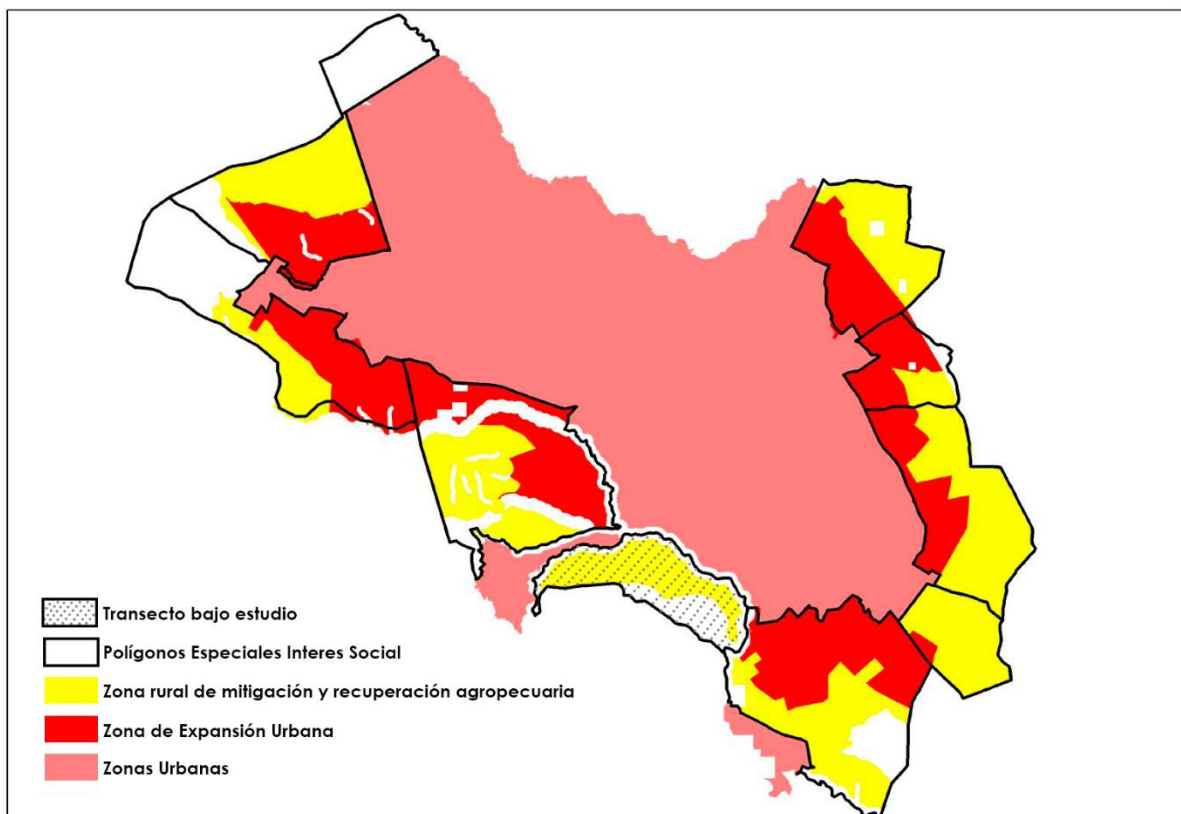 Transecto bajo estudio
Polígonos Especiales Interes Social
Zona rural de mitigación y recuperación agropecuaria
Zona de Expansión Urbana
Zonas Urbanas